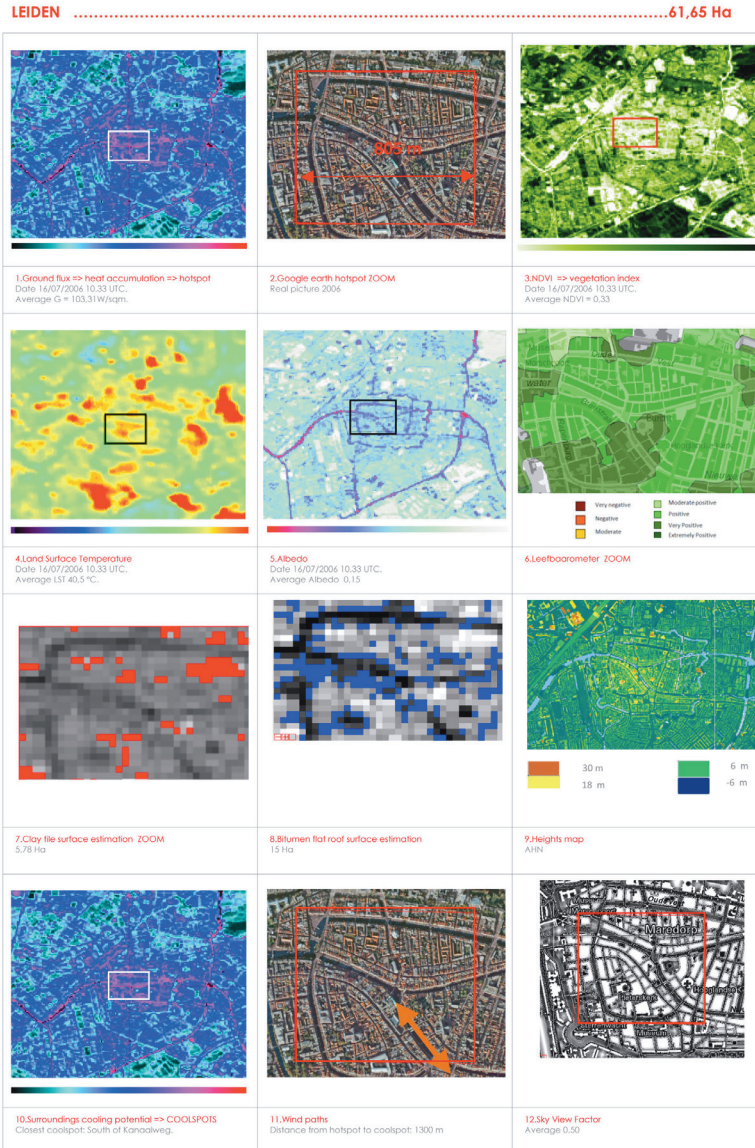 LEIDEN ........................................................................61,65 Ha
805 m
1.Ground flux => heat accumulation => hotspot
Date 16/07/2006 10.33 UTC.
Average G = 103,31W/sqm.
2.Google earth hotspot ZOOM
Real picture 2006
3.NDVI => vegetation index
Date 16/07/2006 10.33 UTC.
Average NDVI = 0,33
water
Very negative
Negative
Moderate
Moderate positive
Positive
Very Positive
Extremely Positive
4.Land Surface Temperature
Date 16/07/2006 10.33 UTC.
Average LST 40,5 °C.
5.Albedo
Date 16/07/2006 10.33 UTC.
Average Albedo 0,15
6.Leefbaarometer ZOOM
30 m
18 m
6 m
-6 m
7.Clay tile surface estimation ZOOM
5,78 Ha
8.Bitumen flat roof surface estimation
15 Ha
9.Heights map
AHN
Maredorp
Pieterskerk
Museum
10.Surroundings cooling potential => COOLSPOTS
Closest coolspot: South of Kanaalweg.
11.Wind paths
Distance from hotspot to coolspot: 1300 m
12.Sky View Factor
Average 0.50